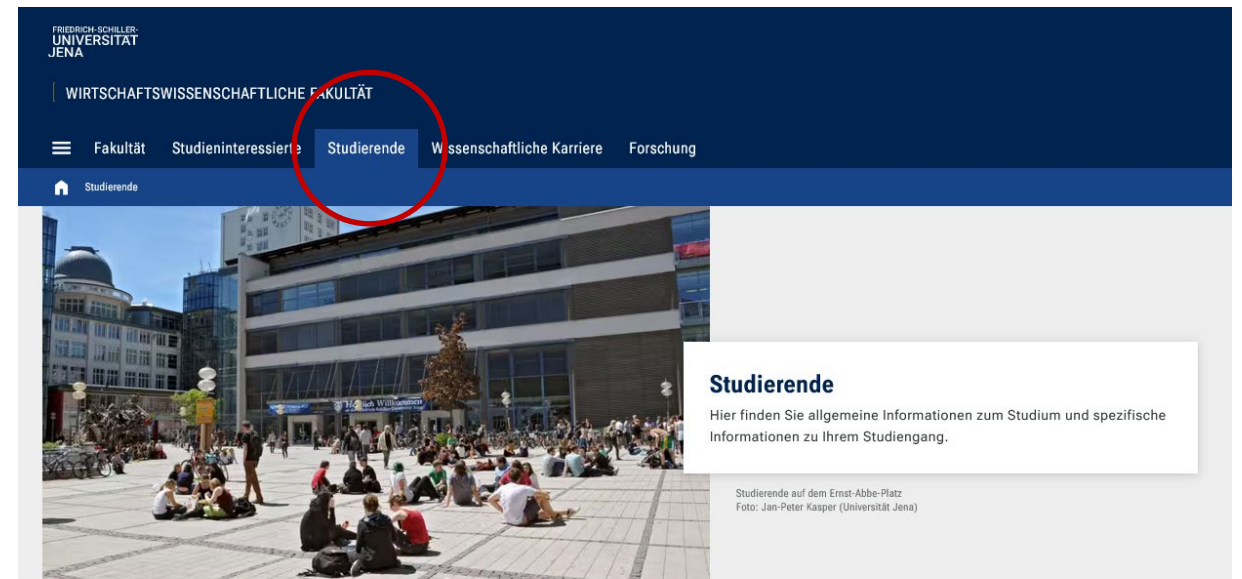 FRIEDRICH-SCHILLER-
UNIVERSITÄT
JENA
WIRTSCHAFTSWISSENSCHAFTLICHE FAKULTÄT
Fakultät Studieninteressierte Studierende Wissenschaftliche Karriere Forschung
Studierende
Herzlich Willkommen
Studierende
Hier finden Sie allgemeine Informationen zum Studium und spezifische
Informationen zu Ihrem Studiengang.
Studierende auf dem Ernst-Abbe-Platz
Foto: Jan-Peter Kasper (Universität Jena)